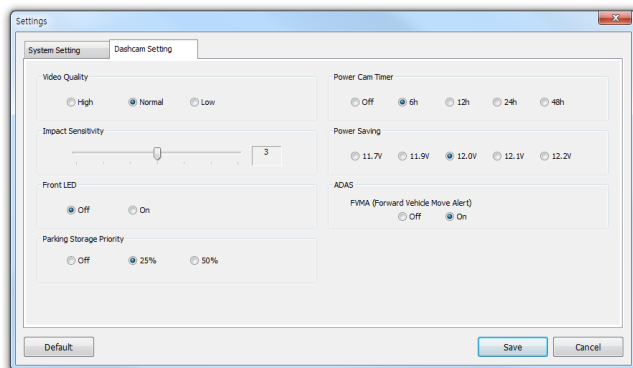 Settings
System Setting
Dashcam Setting
Video Quality
High Normal Low
Impact Sensitivity
3
Front LED
Off On
Parking Storage Priority
Off 25% 50%
Power Cam Timer
Off 6h 12h 24h 48h
Power Saving
11.7V 11.9V 12.0V 12.1V 12.2V
ADAS
FVMA (Forward Vehicle Move Alert)
Off On
Default Save Cancel